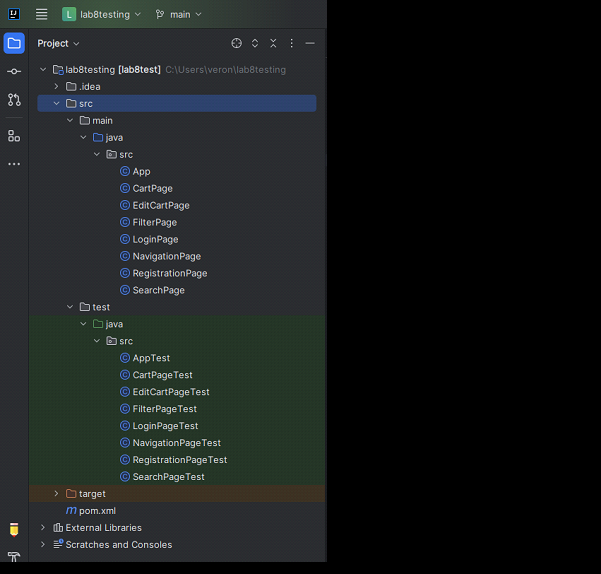 L lab8testing main
Project
lab8testing [lab8test] C:\Users\veron\lab8testing
.idea
src
main
java
src
App
CartPage
EditCartPage
FilterPage
LoginPage
NavigationPage
RegistrationPage
SearchPage
test
java
src
AppTest
CartPageTest
EditCartPageTest
FilterPageTest
LoginPageTest
NavigationPageTest
RegistrationPageTest
SearchPageTest
target
pom.xml
External Libraries
Scratches and Consoles